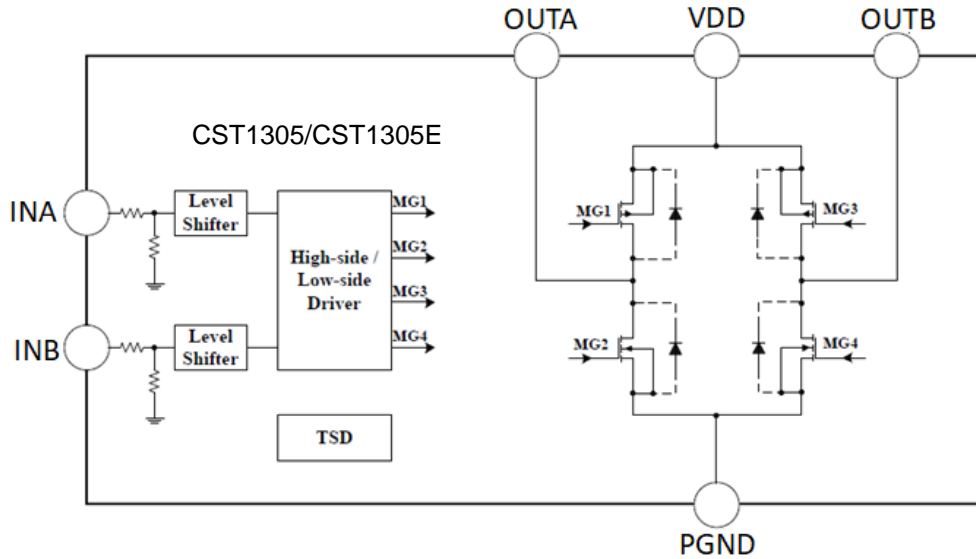 OUTA
VDD
OUTB
CST1305/CST1305E
INA
Level
Shifter
High-side /
Low-side
Driver
MG1
MG2
MG3
MG4
INB
Level
Shifter
TSD
MG1
MG3
MG2
MG4
PGND